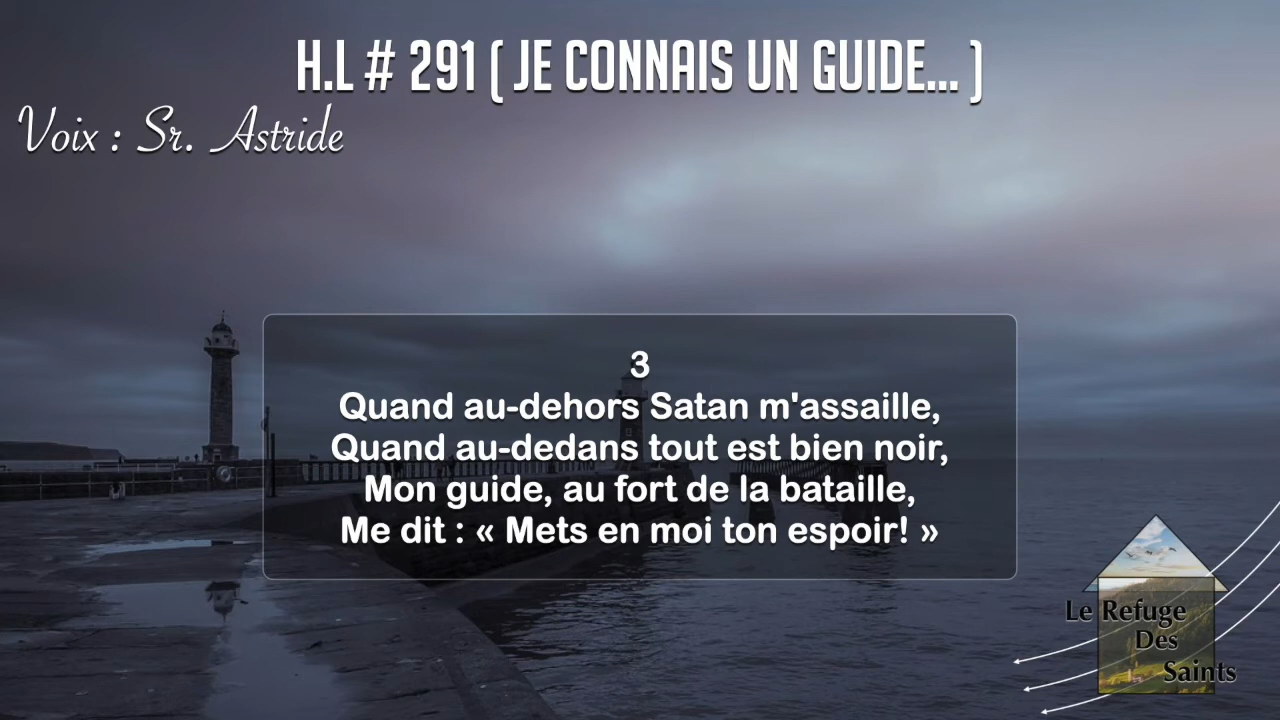 H.L # 291 ( JE CONNAIS UN GUIDE... )
Voix : Sr. Astride
3
Quand au-dehors Satan m'assaille,
Quand au-dedans tout est bien noir,
Mon guide, au fort de la bataille,
Me dit : « Mets en moi ton espoir! »
Le Refuge
Des
Saints